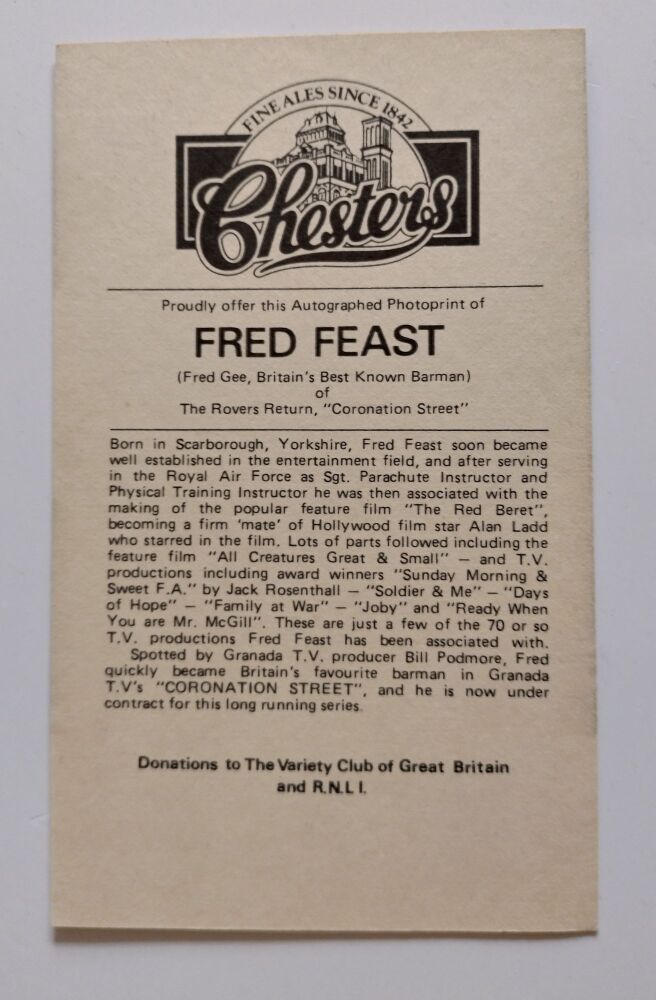 FINE ALES SINCE 1842
Chesters
Proudly offer this Autographed Photoprint of
FRED FEAST
(Fred Gee, Britain's Best Known Barman)
of
The Rovers Return, "Coronation Street"
Born in Scarborough, Yorkshire, Fred Feast soon became
well established in the entertainment field, and after serving
in the Royal Air Force as Sgt. Parachute Instructor and
Physical Training Instructor he was then associated with the
making of the popular feature film "The Red Beret",
becoming a firm 'mate' of Hollywood film star Alan Ladd
who starred in the film. Lots of parts followed including the
feature film "All Creatures Great & Small" — and T.V.
productions including award winners "Sunday Morning &
Sweet F.A." by Jack Rosenthall — "Soldier & Me" — "Days
of Hope" — "Family at War" — "Joby" and "Ready When
You are Mr. McGill". These are just a few of the 70 or so
T.V. productions Fred Feast has been associated with.
Spotted by Granada T.V. producer Bill Podmore, Fred
quickly became Britain's favourite barman in Granada
T.V's "CORONATION STREET", and he is now under
contract for this long running series.
Donations to The Variety Club of Great Britain
and R.N.L I.